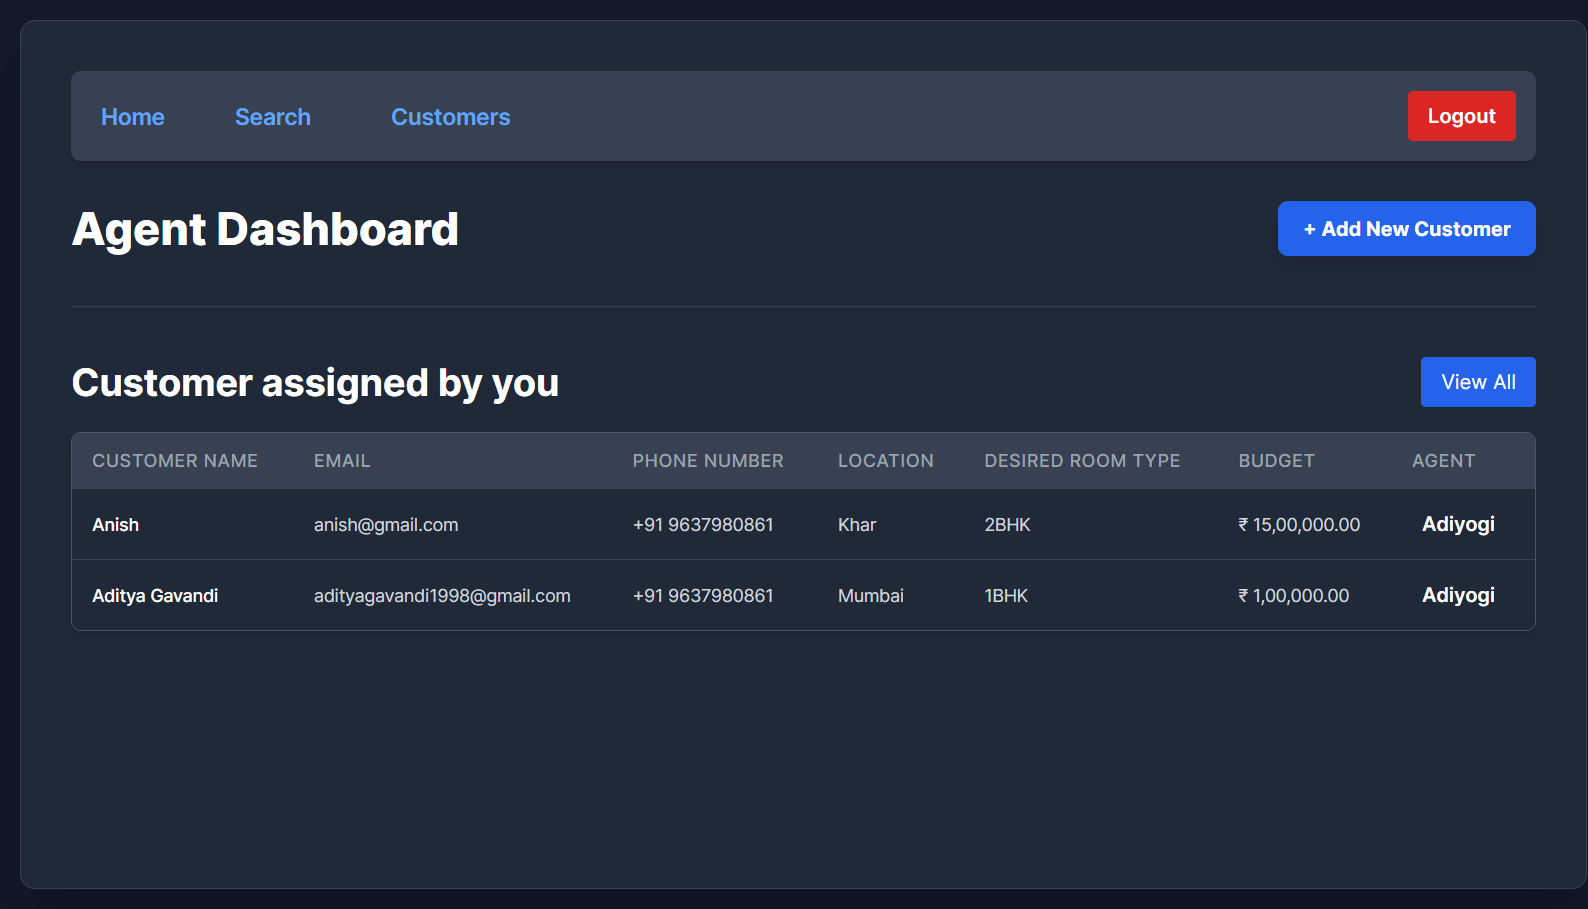 Home Search Customers Logout
Agent Dashboard + Add New Customer
Customer assigned by you View All
CUSTOMER NAME EMAIL PHONE NUMBER LOCATION DESIRED ROOM TYPE BUDGET AGENT
Anish anish@gmail.com +91 9637980861 Khar 2BHK ₹ 15,00,000.00 Adiyogi
Aditya Gavandi adityagavandi1998@gmail.com +91 9637980861 Mumbai 1BHK ₹ 1,00,000.00 Adiyogi